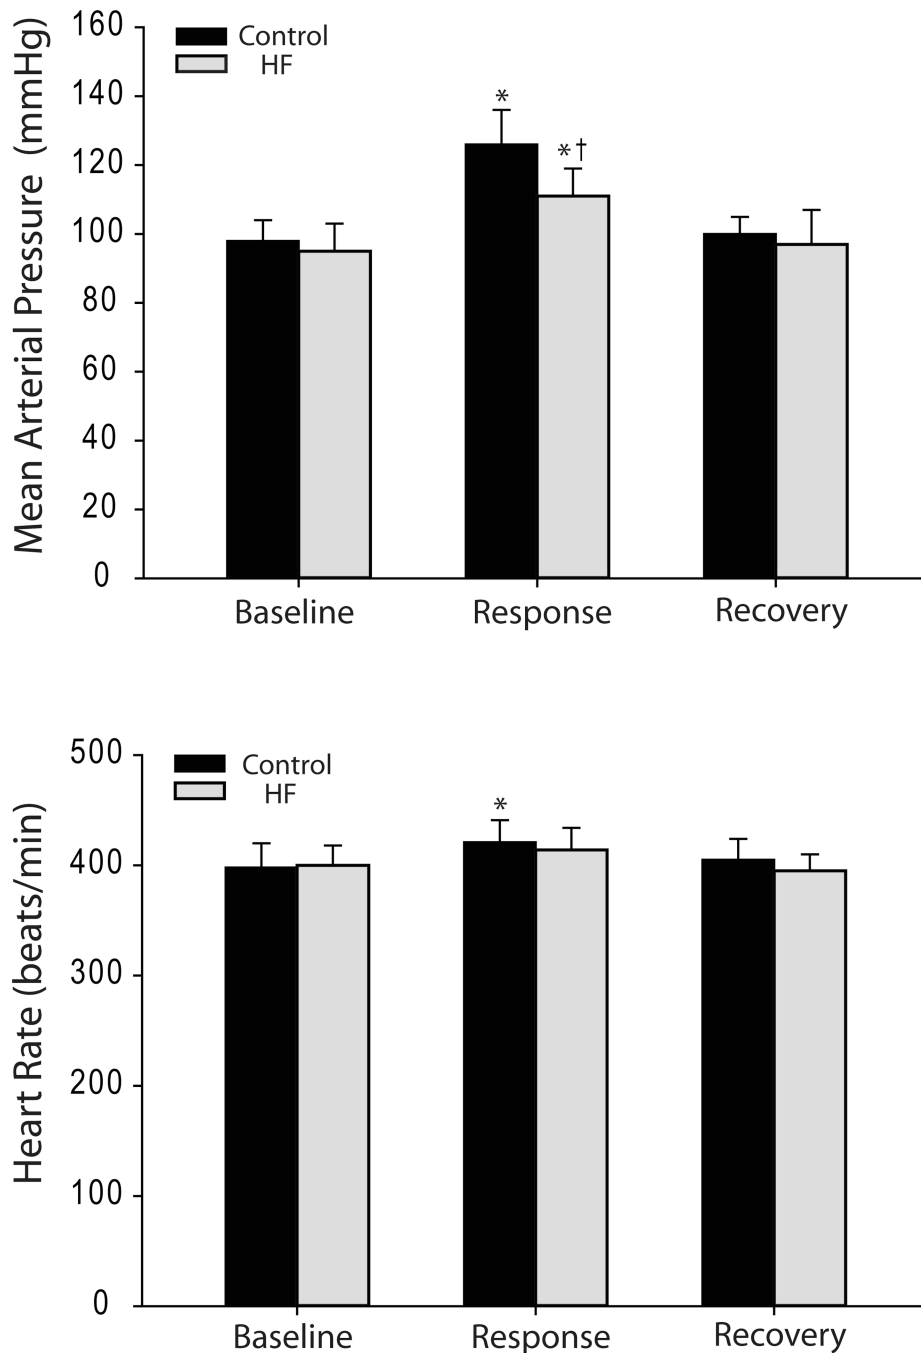 Mean Arterial Pressure (mmHg)
160
140
120
100
80
60
40
20
0
Control
HF
*
*†
Baseline Response Recovery
Heart Rate (beats/min)
500
400
300
200
100
0
Control
HF
*
Baseline Response Recovery